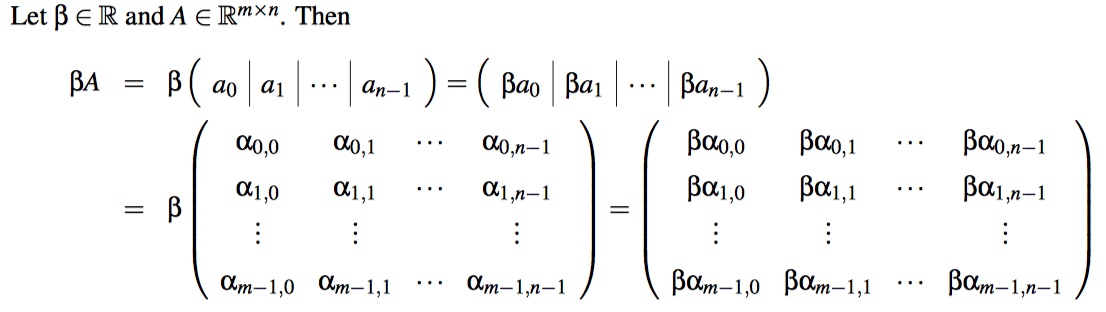 Let β ∈ ℝ and A ∈ ℝ^{m×n}. Then
βA = β ( a_0 | a_1 | ⋯ | a_{n−1} ) = ( βa_0 | βa_1 | ⋯ | βa_{n−1} )
= β ( α_{0,0} α_{0,1} ⋯ α_{0,n−1} ) = ( βα_{0,0} βα_{0,1} ⋯ βα_{0,n−1} )
α_{1,0} α_{1,1} ⋯ α_{1,n−1} βα_{1,0} βα_{1,1} ⋯ βα_{1,n−1}
⋮ ⋮ ⋮ ⋮ ⋮ ⋮
α_{m−1,0} α_{m−1,1} ⋯ α_{m−1,n−1} βα_{m−1,0} βα_{m−1,1} ⋯ βα_{m−1,n−1}